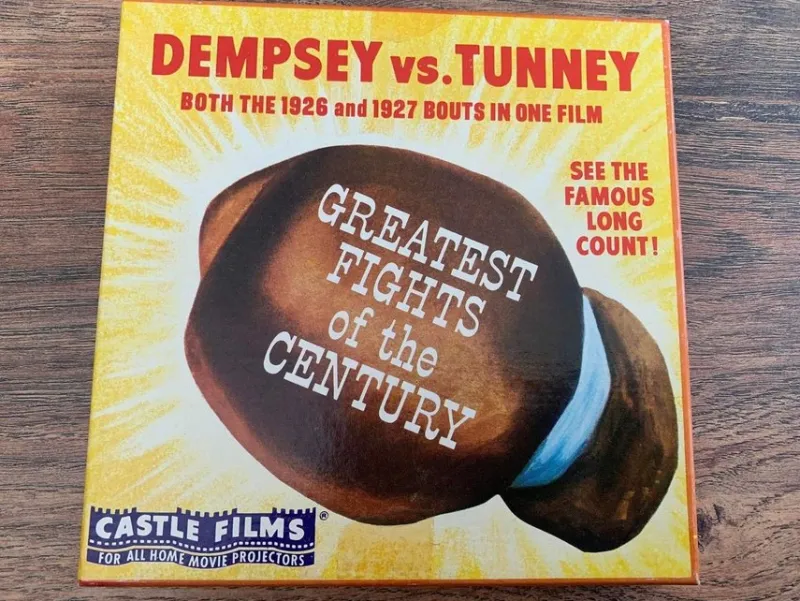 DEMPSEY vs. TUNNEY
BOTH THE 1926 and 1927 BOUTS IN ONE FILM
SEE THE
FAMOUS
LONG
COUNT!
GREATEST
FIGHTS
of the
CENTURY
CASTLE FILMS®
FOR ALL HOME MOVIE PROJECTORS